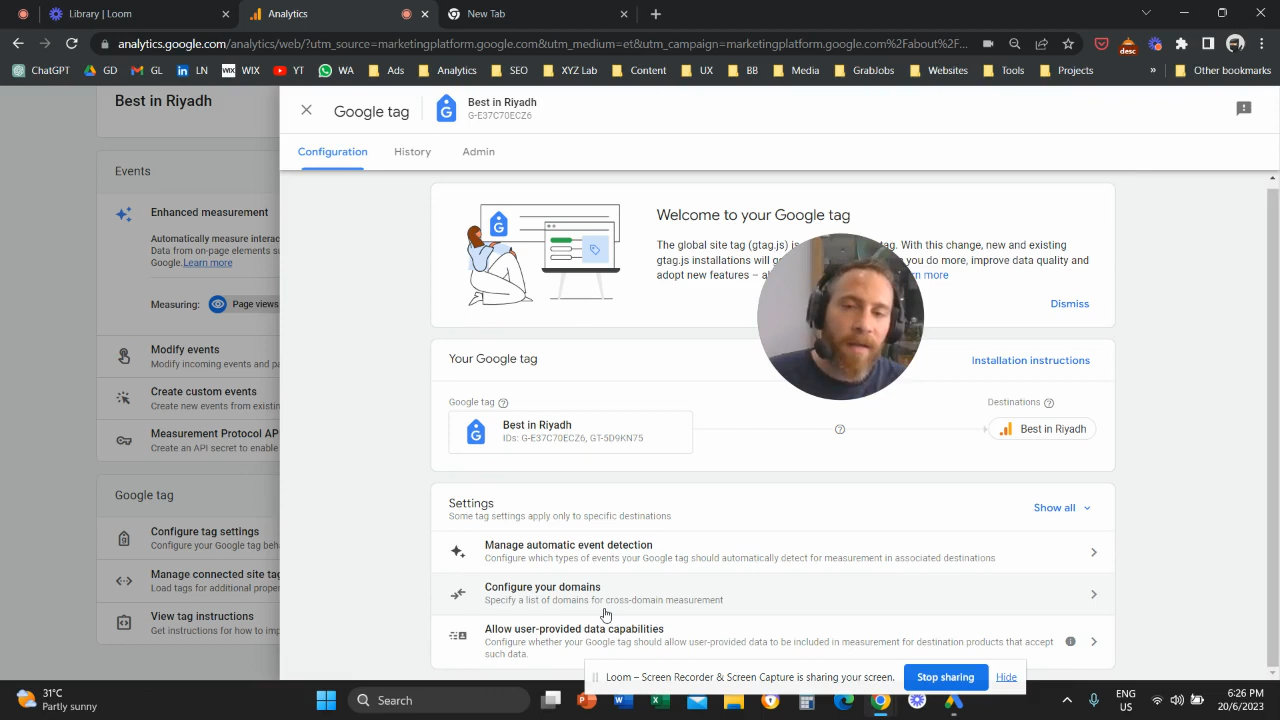 Library | Loom
Analytics
New Tab
analytics.google.com/analytics/web/?utm_source=marketingplatform.google.com&utm_medium=et&utm_campaign=marketingplatform.google.com%2Fabout%2F...
ChatGPT
GD
GL
LN
WIX
WIX
YT
WA
Ads
Analytics
SEO
XYZ Lab
Content
UX
BB
Media
GrabJobs
Websites
Tools
Projects
»
Other bookmarks
desc
Best in Riyadh
Events
Enhanced measurement
Automatically measure interac
Data from on-page elements s
Google. Learn more
Measuring:
Page views
Modify events
Modify incoming events and pa
Create custom events
Create new events from existin
Measurement Protocol API
Create an API secret to enable
Google tag
Configure tag settings
Configure your Google tag beh
Manage connected site tag
Load tags for additional proper
View tag instructions
Get instructions for how to imp
Google tag
Best in Riyadh
G-E37C70ECZ6
Configuration
History
Admin
Welcome to your Google tag
The global site tag (gtag.js) is tag. With this change, new and existing
gtag.js installations will you do more, improve data quality and
adopt new features – more
Dismiss
Your Google tag
Installation instructions
Google tag
Destinations
Best in Riyadh
IDs: G-E37C70ECZ6, GT-5D9KN75
Best in Riyadh
Settings
Some tag settings apply only to specific destinations
Show all
Manage automatic event detection
Configure which types of events your Google tag should automatically detect for measurement in associated destinations
Configure your domains
Specify a list of domains for cross-domain measurement
Allow user-provided data capabilities
Configure whether your Google tag should allow user-provided data to be included in measurement for destination products that accept
such data.
Loom – Screen Recorder & Screen Capture is sharing your screen.
Stop sharing
Hide
31°C
Partly sunny
Search
ENG
US
6:26 PM
20/6/2023